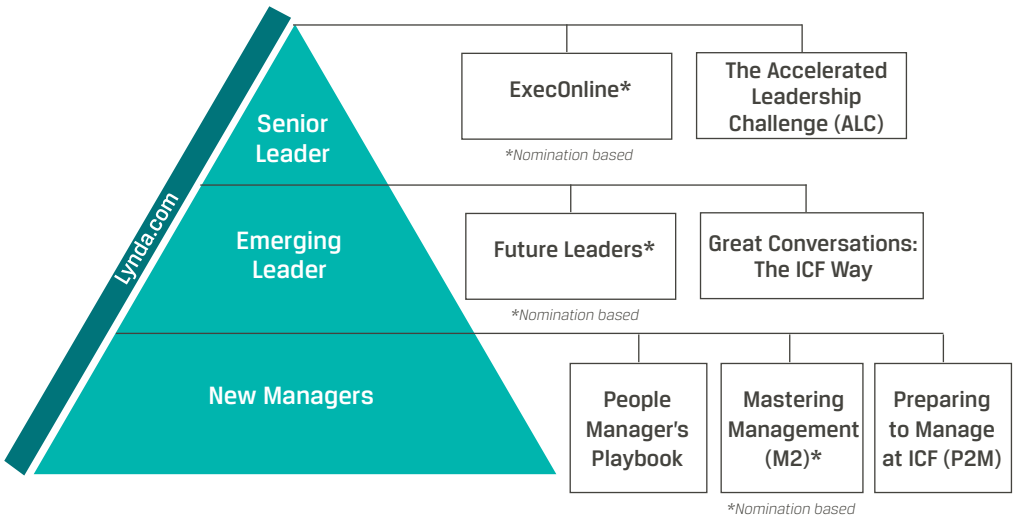 Lynda.com
Senior
Leader
ExecOnline*
*Nomination based
The Accelerated
Leadership
Challenge (ALC)
Emerging
Leader
Future Leaders*
*Nomination based
Great Conversations:
The ICF Way
New Managers
People
Manager's
Playbook
Mastering
Management
(M2)*
*Nomination based
Preparing
to Manage
at ICF (P2M)